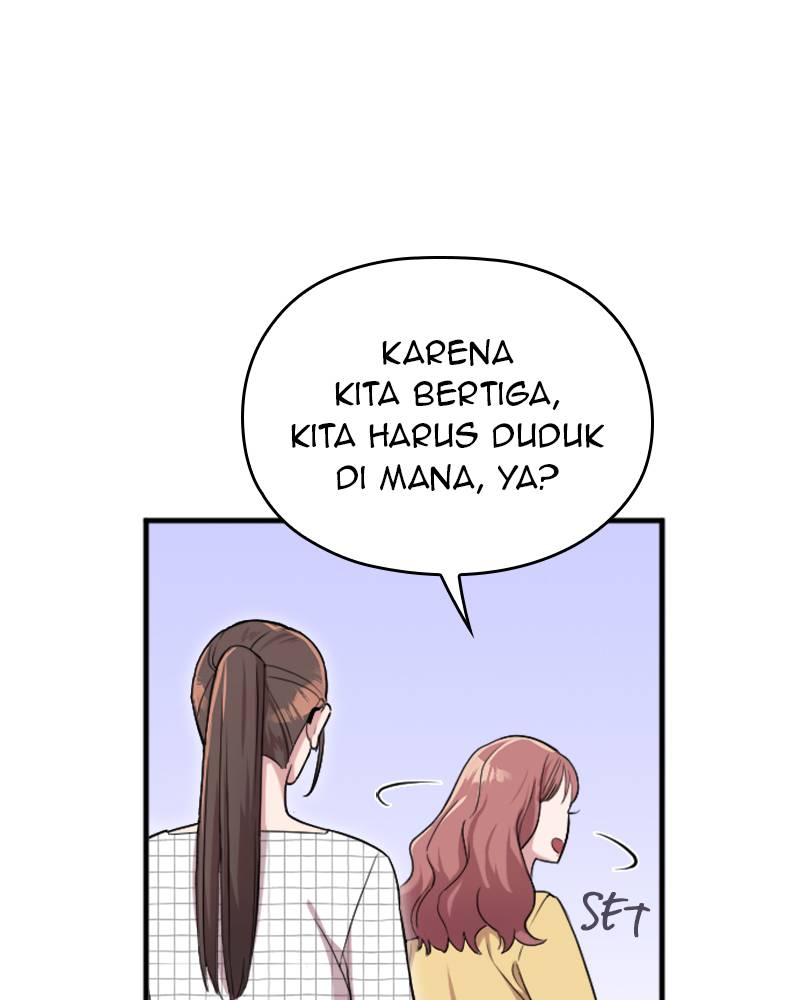 KARENA
KITA BERTIGA,
KITA HARUS DUDUK
DI MANA, YA?
SET